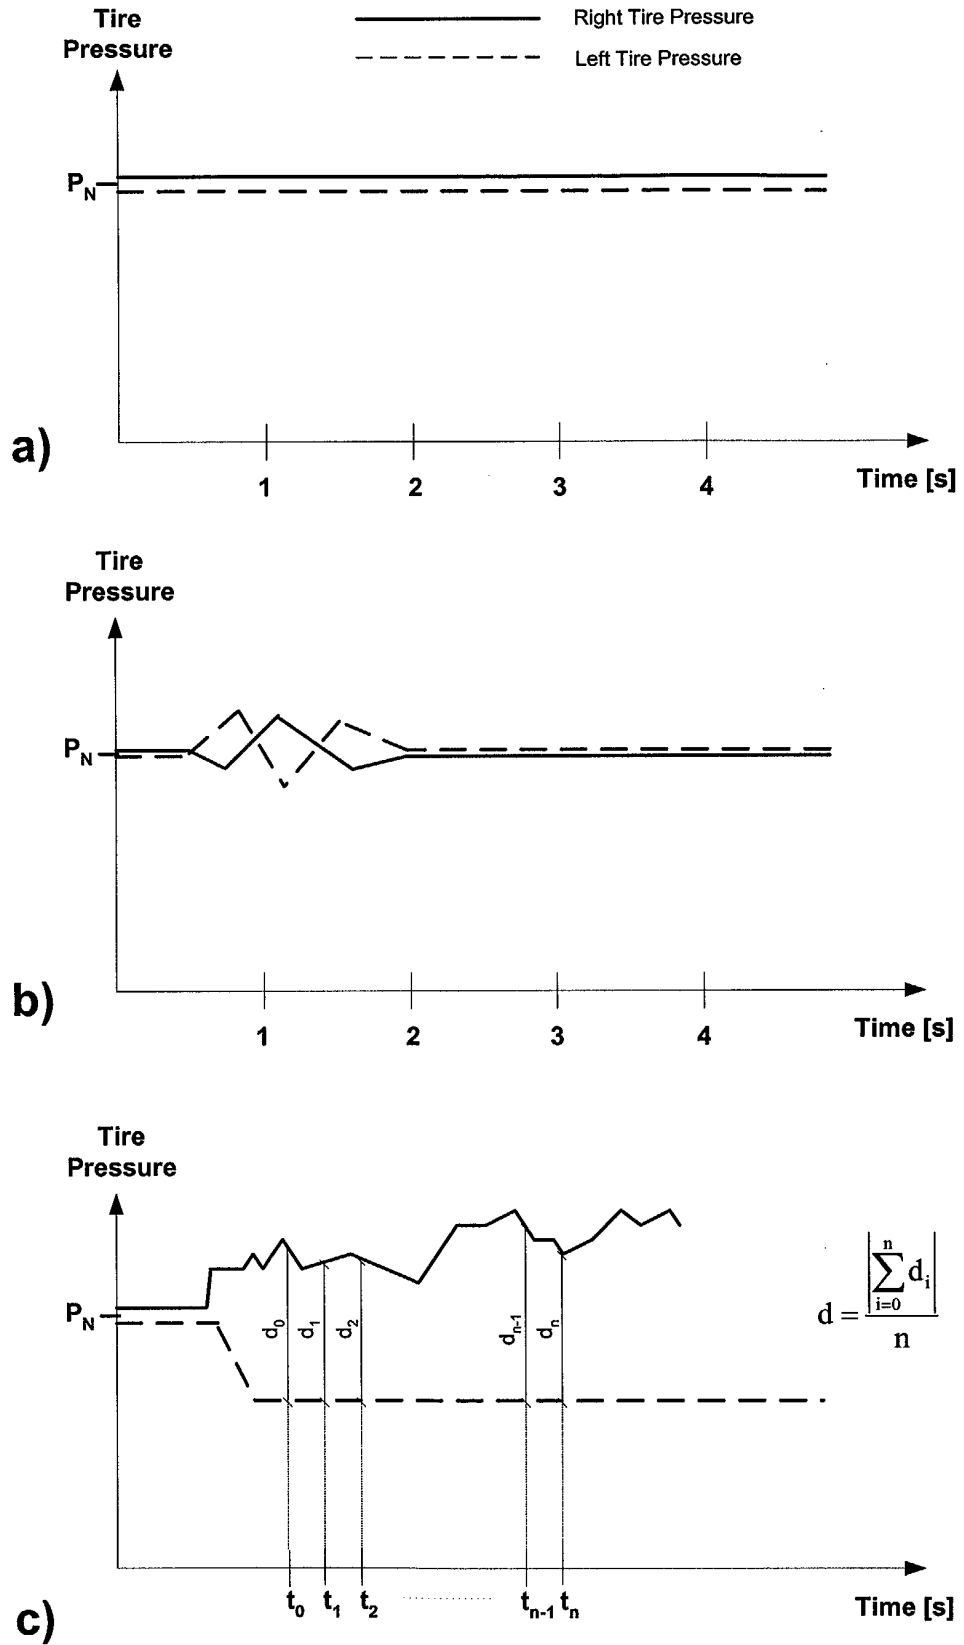 Tire
Pressure
Right Tire Pressure
Left Tire Pressure
P_N
a)
1 2 3 4
Time [s]
Tire
Pressure
P_N
b)
1 2 3 4
Time [s]
Tire
Pressure
P_N
d_0 d_1 d_2 d_{n-1} d_n
d = |∑_{i=0}^{n} d_i| / n
c)
t_0 t_1 t_2 ............ t_{n-1} t_n
Time [s]